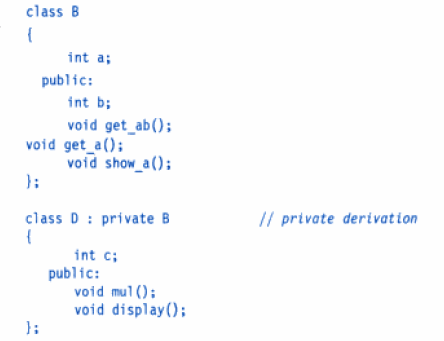 class B
{
int a;
public:
int b;
void get_ab();
void get_a();
void show_a();
};
class D : private B // private derivation
{
int c;
public:
void mul();
void display();
};